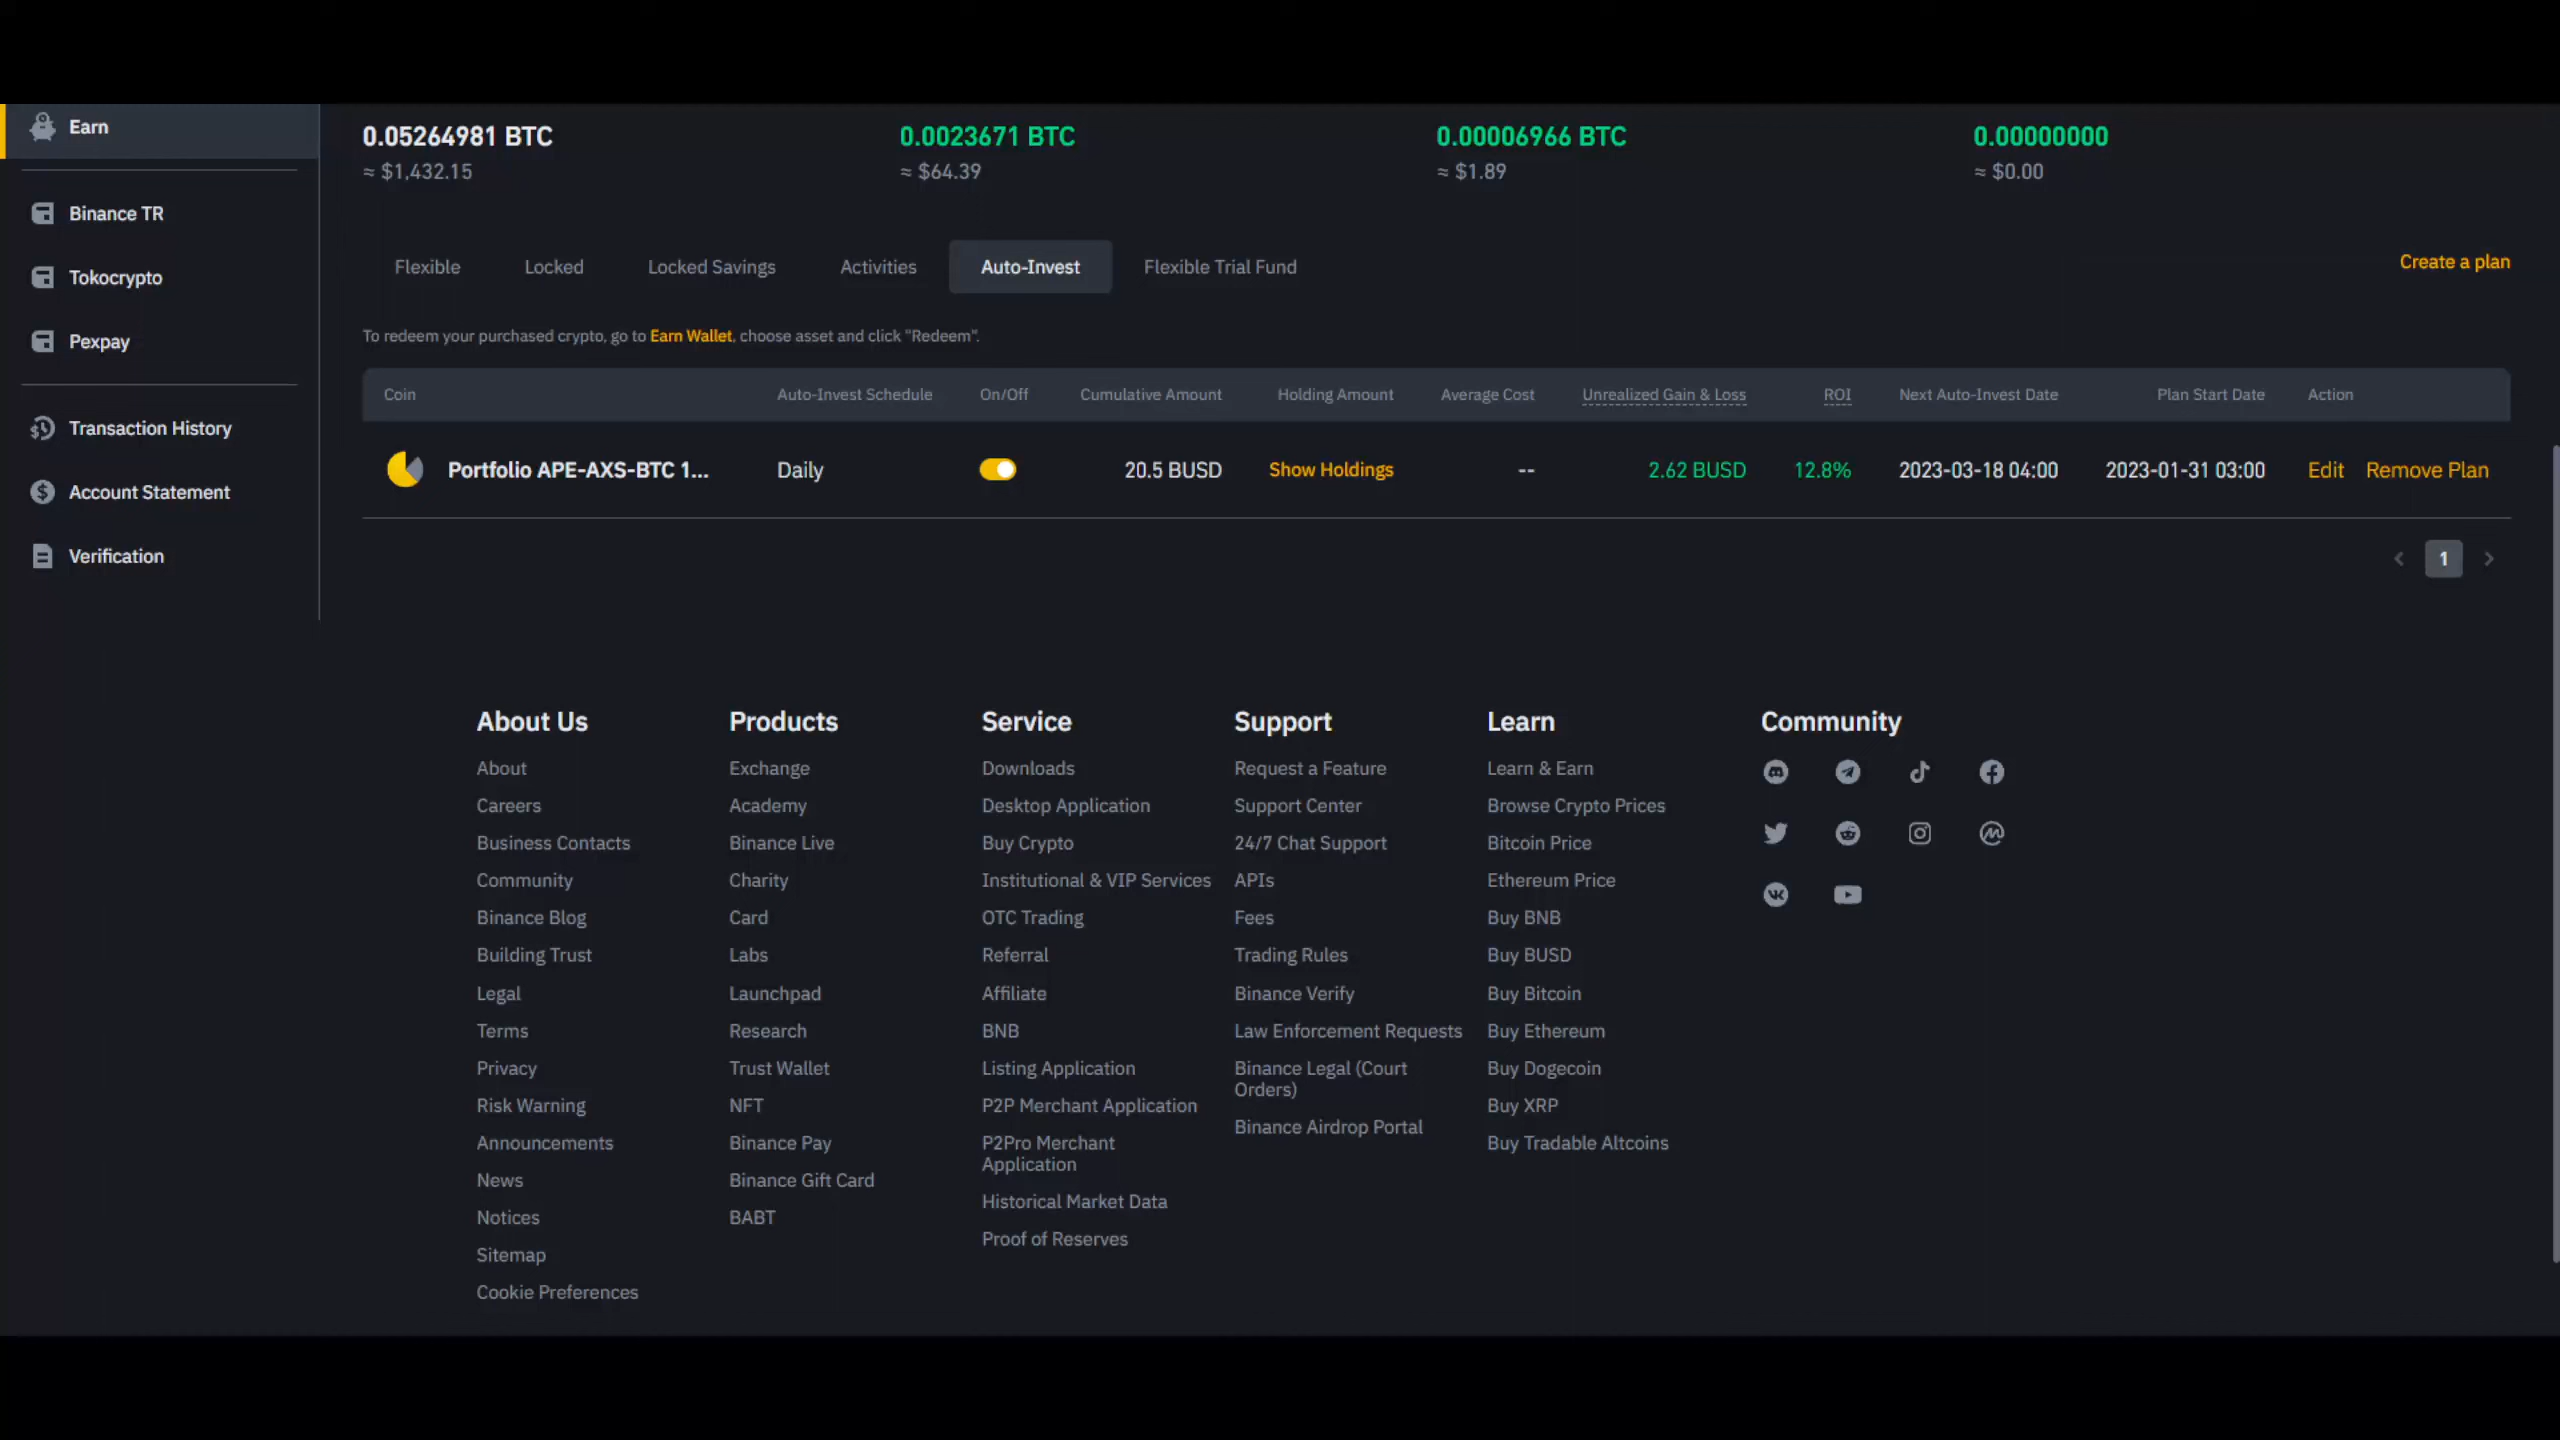 Earn
0.05264981 BTC
≈ $1,432.15
0.0023671 BTC
≈ $64.39
0.00006966 BTC
≈ $1.89
0.00000000
≈ $0.00
Binance TR
Tokocrypto
Pexpay
Transaction History
Account Statement
Verification
Flexible
Locked
Locked Savings
Activities
Auto-Invest
Flexible Trial Fund
Create a plan
To redeem your purchased crypto, go to Earn Wallet, choose asset and click "Redeem".
Coin
Auto-Invest Schedule
On/Off
Cumulative Amount
Holding Amount
Average Cost
Unrealized Gain & Loss
ROI
Next Auto-Invest Date
Plan Start Date
Action
Portfolio APE-AXS-BTC 1...
Daily
20.5 BUSD
Show Holdings
--
2.62 BUSD
12.8%
2023-03-18 04:00
2023-01-31 03:00
Edit
Remove Plan
1
About Us
About
Careers
Business Contacts
Community
Binance Blog
Building Trust
Legal
Terms
Privacy
Risk Warning
Announcements
News
Notices
Sitemap
Cookie Preferences
Products
Exchange
Academy
Binance Live
Charity
Card
Labs
Launchpad
Research
Trust Wallet
NFT
Binance Pay
Binance Gift Card
BABT
Service
Downloads
Desktop Application
Buy Crypto
Institutional & VIP Services
OTC Trading
Referral
Affiliate
BNB
Listing Application
P2P Merchant Application
P2Pro Merchant
Application
Historical Market Data
Proof of Reserves
Support
Request a Feature
Support Center
24/7 Chat Support
APIs
Fees
Trading Rules
Binance Verify
Law Enforcement Requests
Binance Legal (Court
Orders)
Binance Airdrop Portal
Learn
Learn & Earn
Browse Crypto Prices
Bitcoin Price
Ethereum Price
Buy BNB
Buy BUSD
Buy Bitcoin
Buy Ethereum
Buy Dogecoin
Buy XRP
Buy Tradable Altcoins
Community